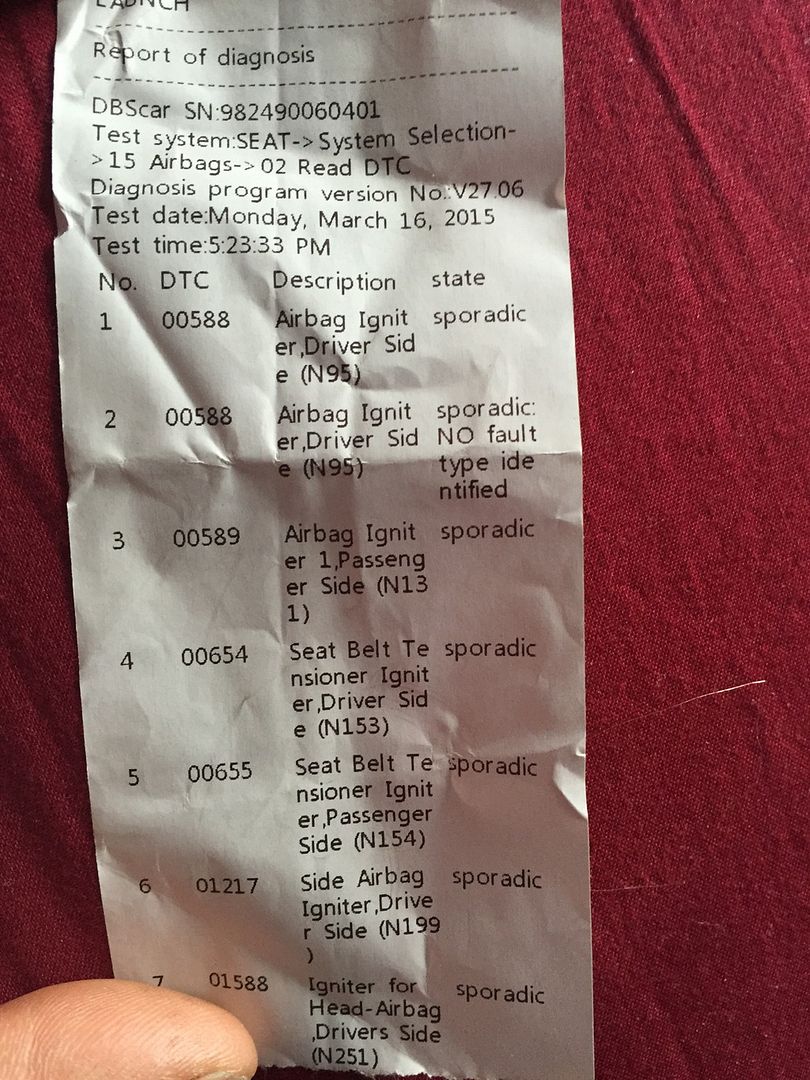 LAUNCH
Report of diagnosis
DBScar SN:982490060401
Test system:SEAT->System Selection-
>15 Airbags->02 Read DTC
Diagnosis program version No.:V27.06
Test date:Monday, March 16, 2015
Test time:5:23:33 PM
No. DTC Description state
1 00588 Airbag Ignit sporadic
er,Driver Sid
e (N95)
2 00588 Airbag Ignit sporadic:
er,Driver Sid NO fault
e (N95) type ide
ntified
3 00589 Airbag Ignit sporadic
er 1,Passeng
er Side (N13
1)
4 00654 Seat Belt Te sporadic
nsioner Ignit
er,Driver Sid
e (N153)
5 00655 Seat Belt Te sporadic
nsioner Ignit
er,Passenger
Side (N154)
6 01217 Side Airbag sporadic
Igniter,Drive
r Side (N199
)
7 01588 Igniter for sporadic
Head-Airbag
,Drivers Side
(N251)